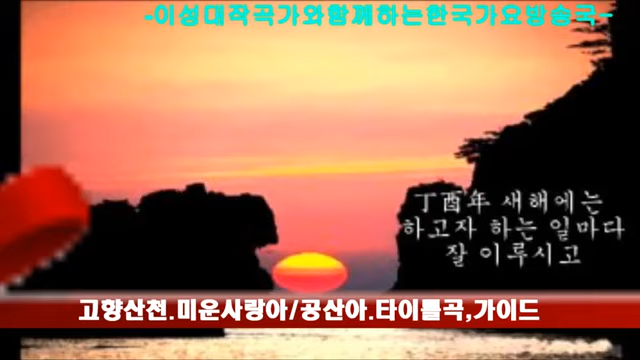 -이성대작곡가와함께하는한국가요방송국-
丁酉年 새해에는
하고자 하는 일마다
잘 이루시고
고향산천.미운사랑아/공산아.타이틀곡,가이드